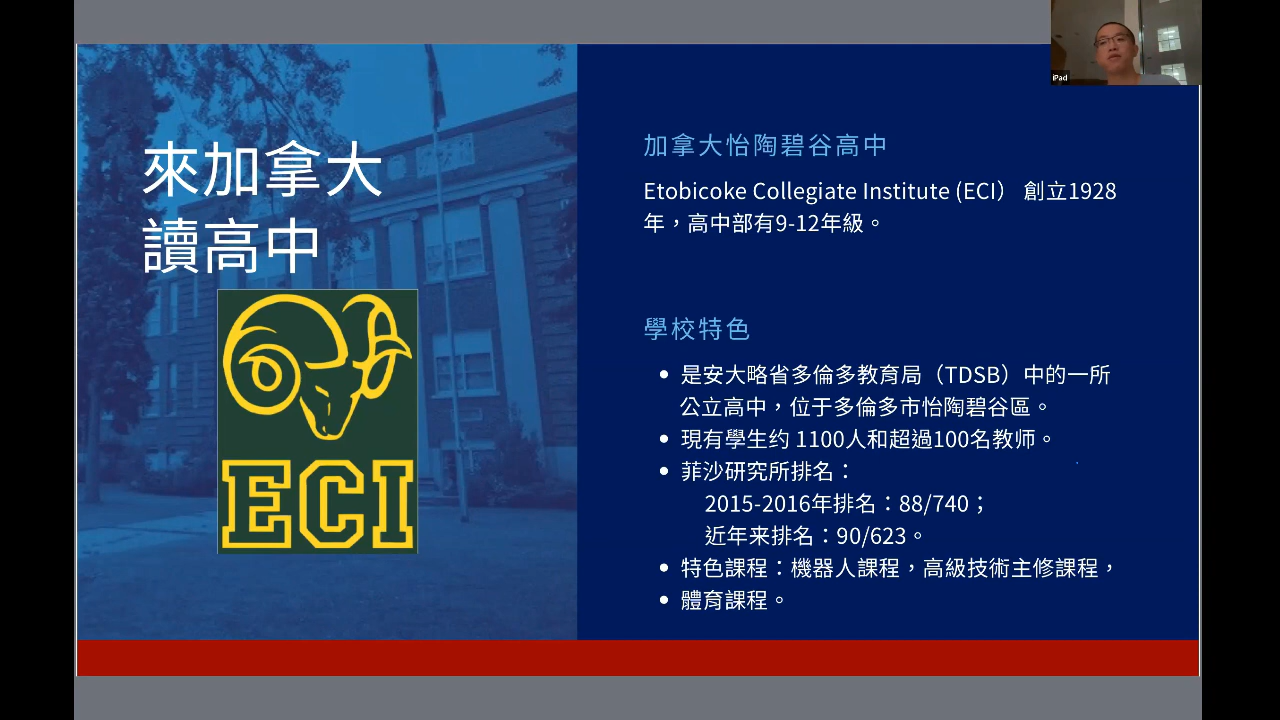 iPad
來加拿大
讀高中
ECI
加拿大怡陶碧谷高中
Etobicoke Collegiate Institute (ECI） 創立1928
年，高中部有9-12年級。
學校特色
是安大略省多倫多教育局（TDSB）中的一所
公立高中，位于多倫多市怡陶碧谷區。
現有學生约 1100人和超過100名教师。
菲沙研究所排名：
2015-2016年排名：88/740；
近年来排名：90/623。
特色課程：機器人課程，高級技術主修課程，
體育課程。